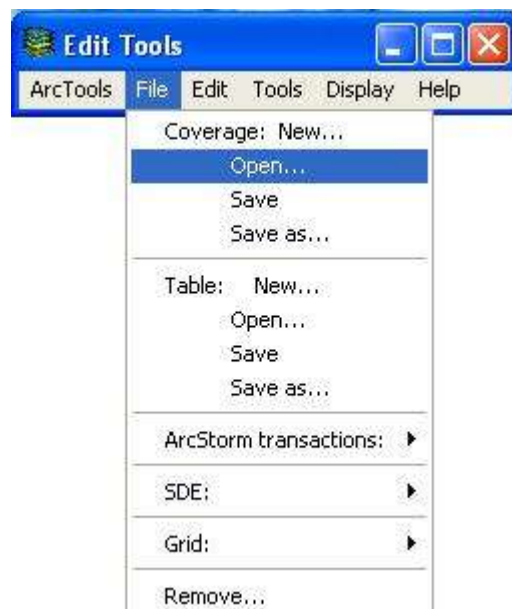 Edit Tools
ArcTools File Edit Tools Display Help
Coverage: New...
Open...
Save
Save as...
Table: New...
Open...
Save
Save as...
ArcStorm transactions:
SDE:
Grid:
Remove...